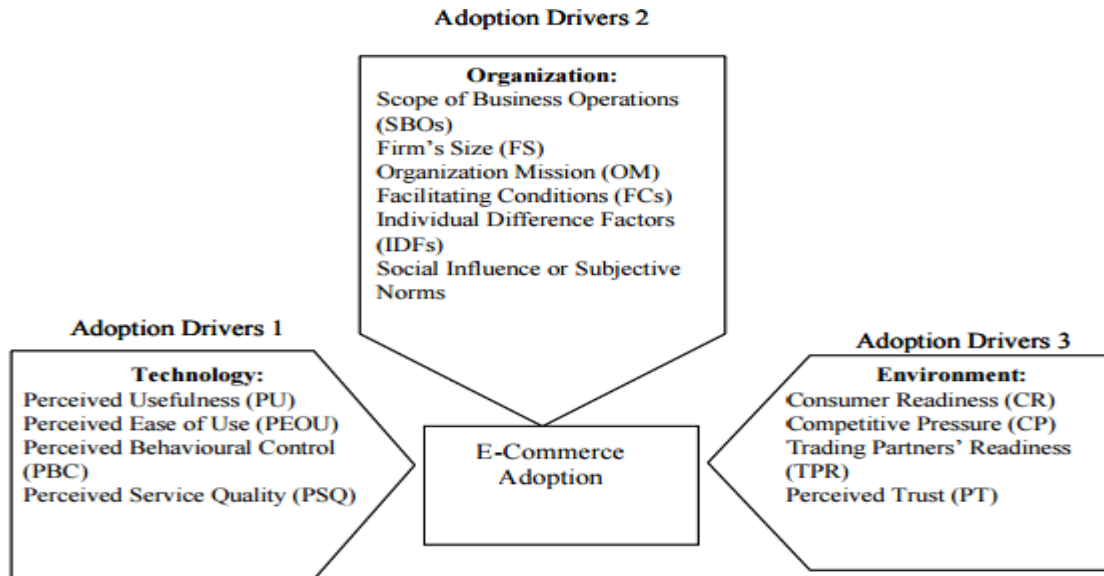 Adoption Drivers 2
Organization:
Scope of Business Operations
(SBOs)
Firm's Size (FS)
Organization Mission (OM)
Facilitating Conditions (FCs)
Individual Difference Factors
(IDFs)
Social Influence or Subjective
Norms
Adoption Drivers 1
Technology:
Perceived Usefulness (PU)
Perceived Ease of Use (PEOU)
Perceived Behavioural Control
(PBC)
Perceived Service Quality (PSQ)
E-Commerce
Adoption
Adoption Drivers 3
Environment:
Consumer Readiness (CR)
Competitive Pressure (CP)
Trading Partners' Readiness
(TPR)
Perceived Trust (PT)